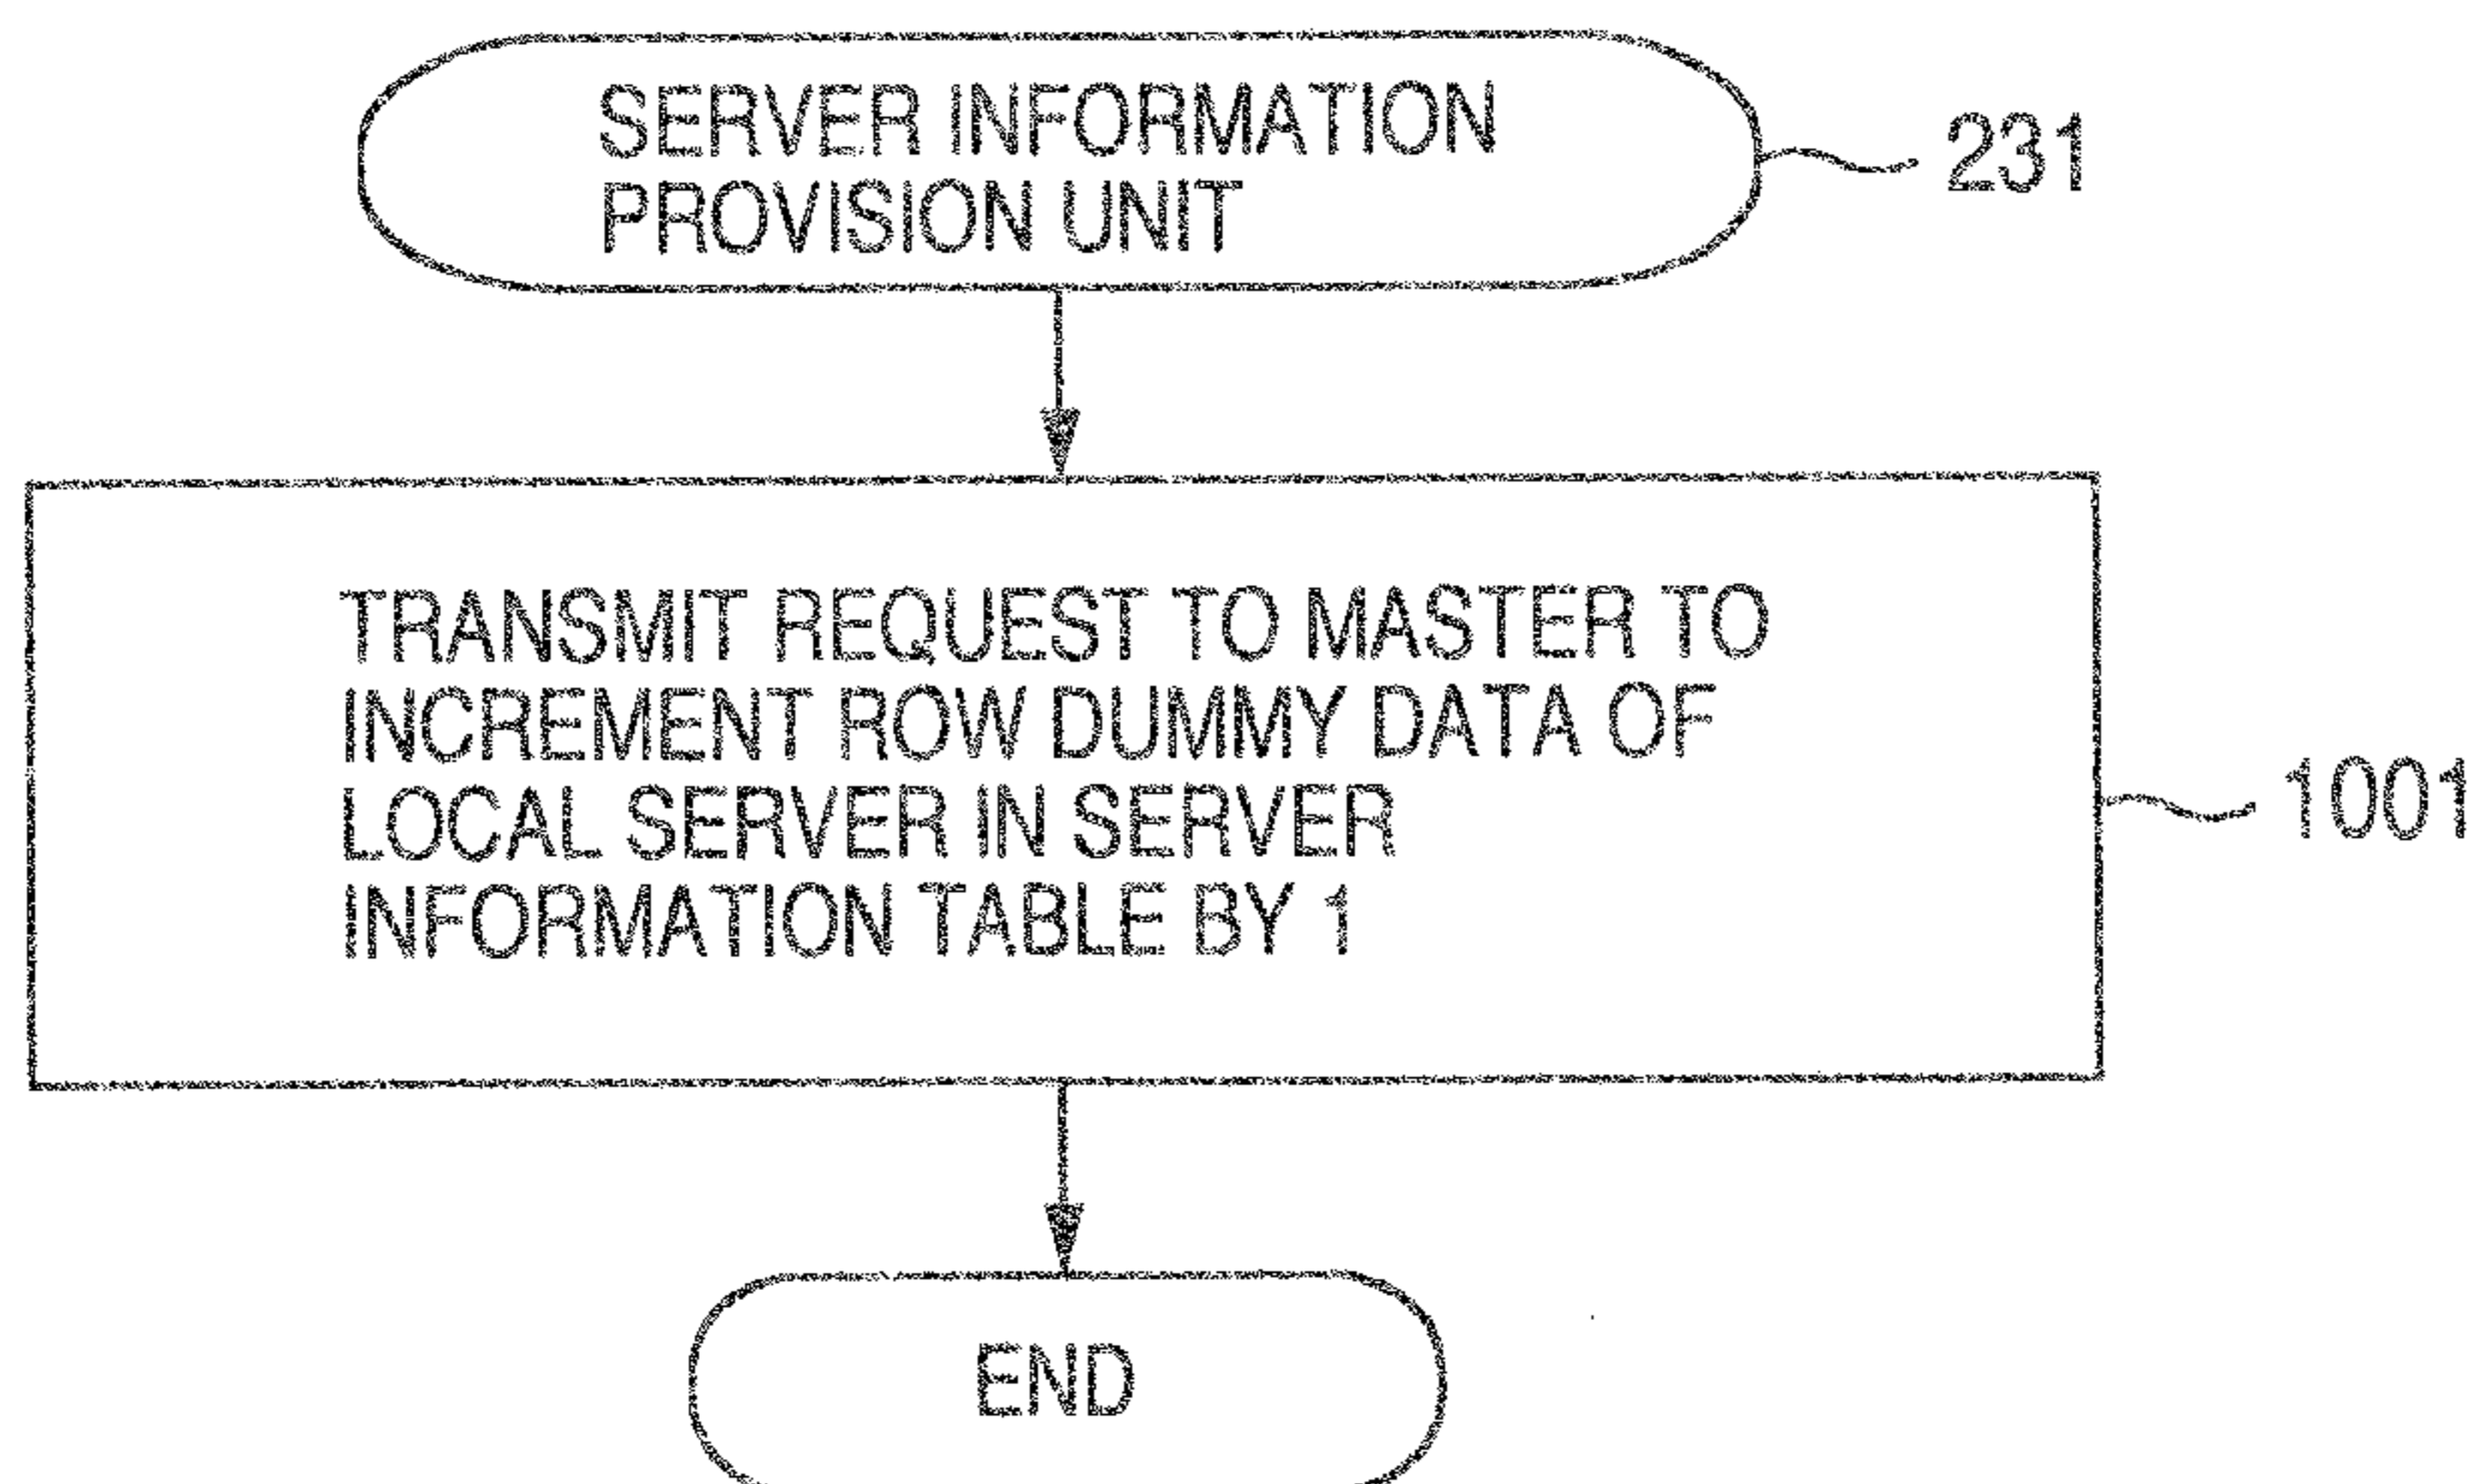 SERVER INFORMATION
PROVISION UNIT
231
TRANSMIT REQUEST TO MASTER TO
INCREMENT ROW DUMMY DATA OF
LOCAL SERVER IN SERVER
INFORMATION TABLE BY 1
1001
END